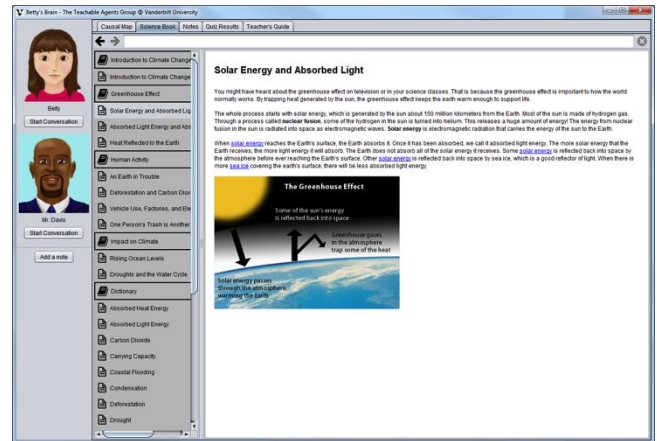 Betty's Brain - The Teachable Agents Group @ Vanderbilt University
Causal Map Science Book Notes Quiz Results Teacher's Guide
Betty
Start Conversation
Mr. Davis
Start Conversation
Add a note
Introduction to Climate Change
Introduction to Climate Change
Greenhouse Effect
Solar Energy and Absorbed Lig
Absorbed Light Energy and Abs
Heat Reflected to the Earth
Human Activity
An Earth in Trouble
Deforestation and Carbon Diox
Vehicle Use, Factories, and Ele
One Person's Trash is Another
Impact on Climate
Rising Ocean Levels
Droughts and the Water Cycle
Dictionary
Absorbed Heat Energy
Absorbed Light Energy
Carbon Dioxide
Carrying Capacity
Coastal Flooding
Condensation
Deforestation
Drought
Solar Energy and Absorbed Light
You might have heard about the greenhouse effect on television or in your science classes. That is because the greenhouse effect is important to how the world
normally works. By trapping heat generated by the sun, the greenhouse effect keeps the earth warm enough to support life.
The whole process starts with solar energy, which is generated by the sun about 150 million kilometers from the Earth. Most of the sun is made of hydrogen gas.
Through a process called nuclear fusion, some of the hydrogen in the sun is turned into helium. This releases a huge amount of energy! The energy from nuclear
fusion in the sun is radiated into space as electromagnetic waves. Solar energy is electromagnetic radiation that carries the energy of the sun to the Earth.
When solar energy reaches the Earth's surface, the Earth absorbs it. Once it has been absorbed, we call it absorbed light energy. The more solar energy that the
Earth receives, the more light energy it will absorb. The Earth does not absorb all of the solar energy it receives. Some solar energy is reflected back into space by
the atmosphere before ever reaching the Earth's surface. Other solar energy is reflected back into space by sea ice, which is a good reflector of light. When there is
more sea ice covering the earth's surface, there will be less absorbed light energy.
The Greenhouse Effect
Some of the sun's energy
is reflected back into space
Greenhouse gases
in the atmosphere
trap some of the heat
Solar energy passes
through the atmosphere,
warming the Earth